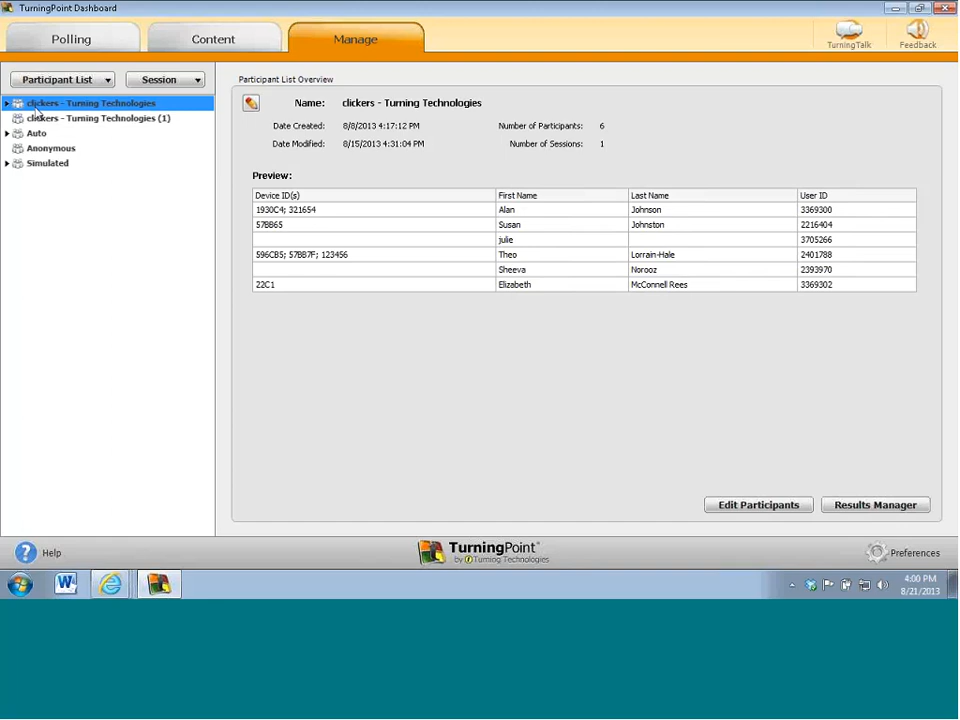 TurningPoint Dashboard
Polling
Content
Manage
TurningTalk
Feedback
Participant List
Session
Participant List Overview
clickers - Turning Technologies
clickers - Turning Technologies (1)
Auto
Anonymous
Simulated
Name: clickers - Turning Technologies
Date Created: 8/8/2013 4:17:12 PM Number of Participants: 6
Date Modified: 8/15/2013 4:31:04 PM Number of Sessions: 1
Preview:
Device ID(s) First Name Last Name User ID
1930C4; 321654 Alan Johnson 3369300
57BB65 Susan Johnston 2216404
julie 3705266
596CB5; 57BB7F; 123456 Theo Lorrain-Hale 2401788
Sheeva Norooz 2393970
22C1 Elizabeth McConnell Rees 3369302
Edit Participants
Results Manager
Help
TurningPoint
by Turning Technologies
Preferences
4:00 PM
8/21/2013